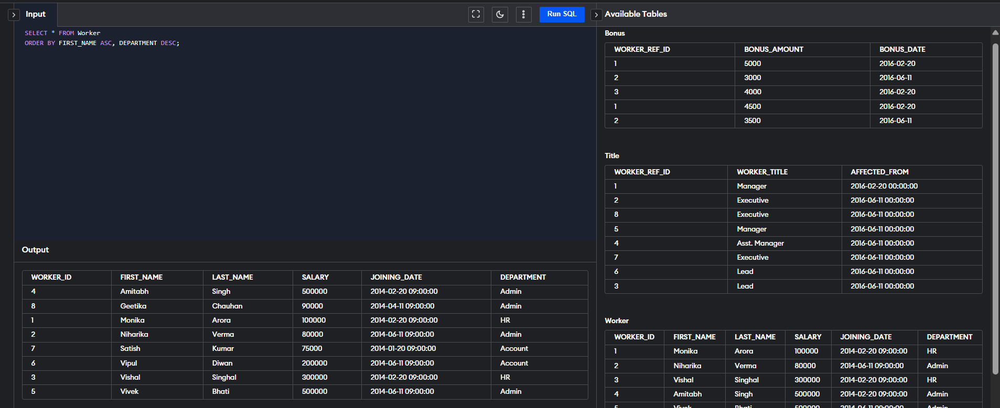 Input
Run SQL
SELECT * FROM Worker
ORDER BY FIRST_NAME ASC, DEPARTMENT DESC;
Output
WORKER_ID FIRST_NAME LAST_NAME SALARY JOINING_DATE DEPARTMENT
4 Amitabh Singh 500000 2014-02-20 09:00:00 Admin
8 Geetika Chauhan 90000 2014-04-11 09:00:00 Admin
1 Monika Arora 100000 2014-02-20 09:00:00 HR
2 Niharika Verma 80000 2014-06-11 09:00:00 Admin
7 Satish Kumar 75000 2014-01-20 09:00:00 Account
6 Vipul Diwan 200000 2014-06-11 09:00:00 Account
3 Vishal Singhal 300000 2014-02-20 09:00:00 HR
5 Vivek Bhati 500000 2014-06-11 09:00:00 Admin
Available Tables
Bonus
WORKER_REF_ID BONUS_AMOUNT BONUS_DATE
1 5000 2016-02-20
2 3000 2016-06-11
3 4000 2016-02-20
1 4500 2016-02-20
2 3500 2016-06-11
Title
WORKER_REF_ID WORKER_TITLE AFFECTED_FROM
1 Manager 2016-02-20 00:00:00
2 Executive 2016-06-11 00:00:00
8 Executive 2016-06-11 00:00:00
5 Manager 2016-06-11 00:00:00
4 Asst. Manager 2016-06-11 00:00:00
7 Executive 2016-06-11 00:00:00
6 Lead 2016-06-11 00:00:00
3 Lead 2016-06-11 00:00:00
Worker
WORKER_ID FIRST_NAME LAST_NAME SALARY JOINING_DATE DEPARTMENT
1 Monika Arora 100000 2014-02-20 09:00:00 HR
2 Niharika Verma 80000 2014-06-11 09:00:00 Admin
3 Vishal Singhal 300000 2014-02-20 09:00:00 HR
4 Amitabh Singh 500000 2014-02-20 09:00:00 Admin
5 Vivek Bhati 500000 2014-06-11 09:00:00 Admin